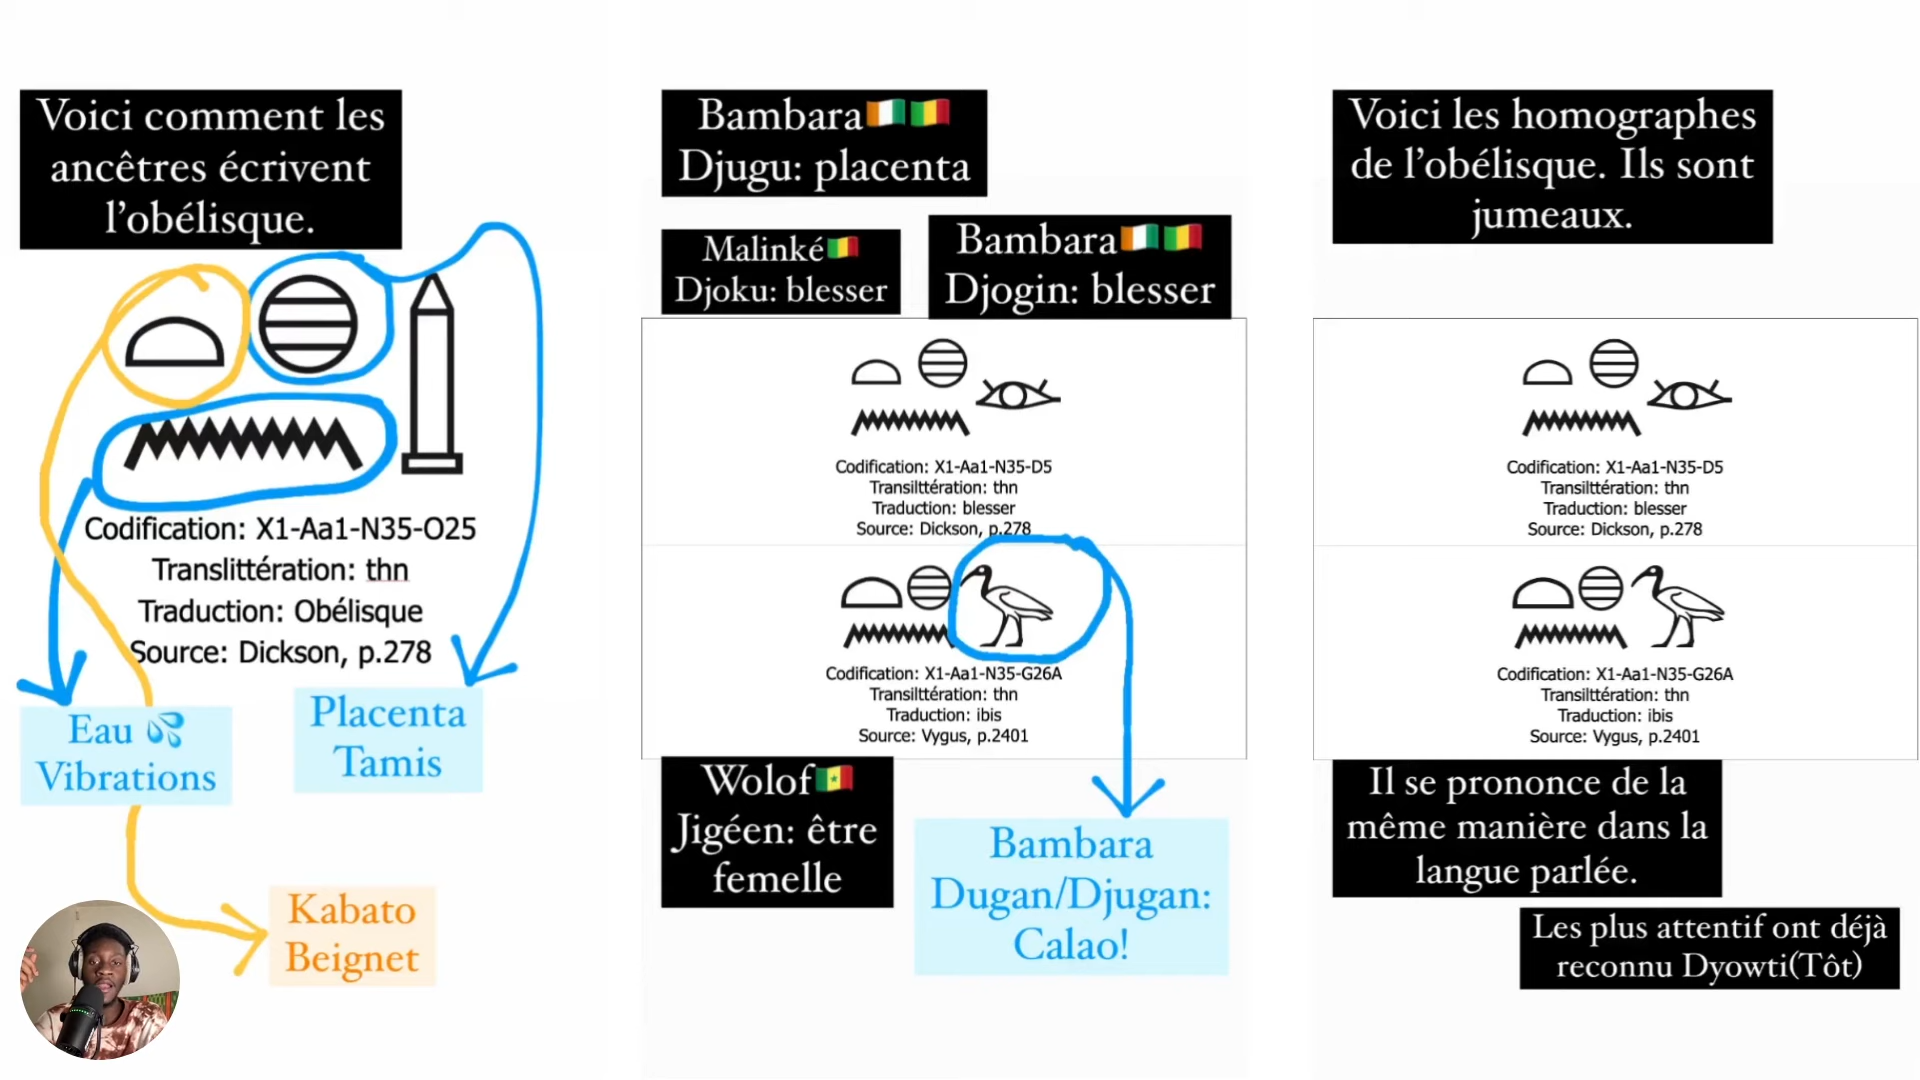 Voici comment les
ancêtres écrivent
l’obélisque.
Codification: X1-Aa1-N35-O25
Translittération: thn
Traduction: Obélisque
Source: Dickson, p.278
Eau 💦
Vibrations
Placenta
Tamis
Kabato
Beignet
Bambara🇨🇮🇲🇱
Djugu: placenta
Malinké🇲🇱
Djoku: blesser
Bambara🇨🇮🇲🇱
Djogin: blesser
Codification: X1-Aa1-N35-D5
Transilttération: thn
Traduction: blesser
Source: Dickson, p.278
Codification: X1-Aa1-N35-G26A
Transilttération: thn
Traduction: ibis
Source: Vygus, p.2401
Wolof🇸🇳
Jigéen: être
femelle
Bambara
Dugan/Djugan:
Calao!
Voici les homographes
de l’obélisque. Ils sont
jumeaux.
Codification: X1-Aa1-N35-D5
Transilttération: thn
Traduction: blesser
Source: Dickson, p.278
Codification: X1-Aa1-N35-G26A
Transilttération: thn
Traduction: ibis
Source: Vygus, p.2401
Il se prononce de la
même manière dans la
langue parlée.
Les plus attentif ont déjà
reconnu Dyowti(Tôt)